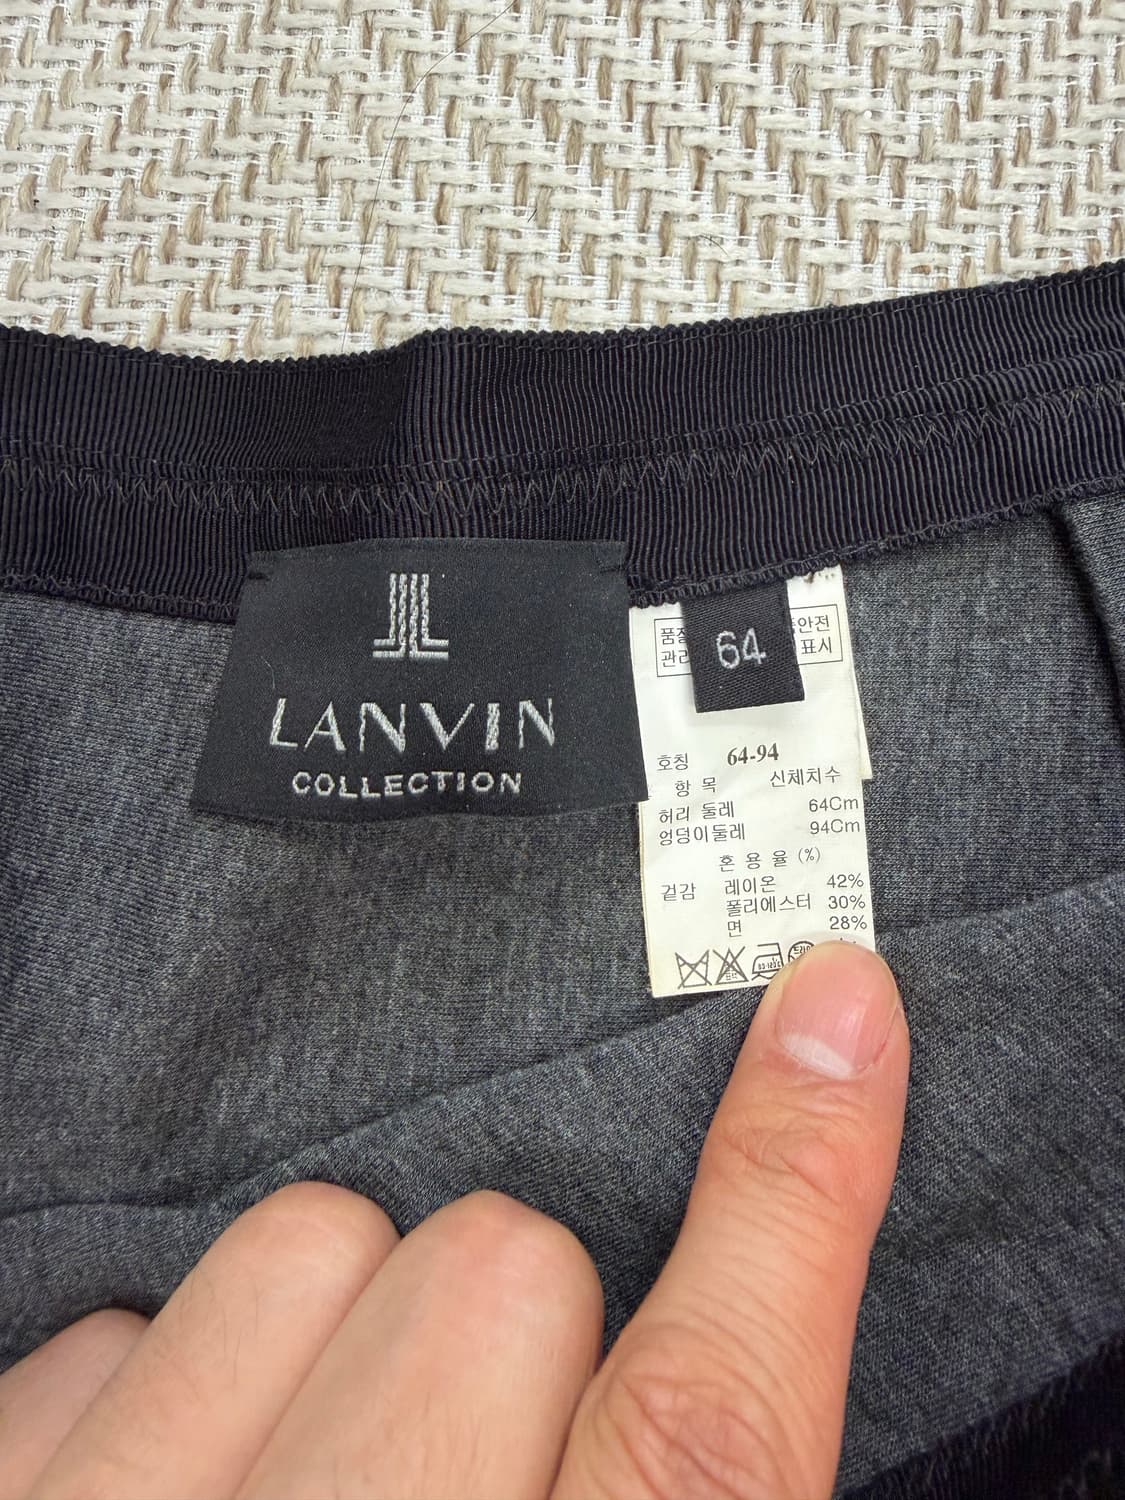 LANVIN
COLLECTION
64
안전
관리 표시
호칭 64-94
항 목 신체치수
허리 둘레 64Cm
엉덩이둘레 94Cm
혼 용 율 (%)
겉감 레이온 42%
폴리에스터 30%
면 28%